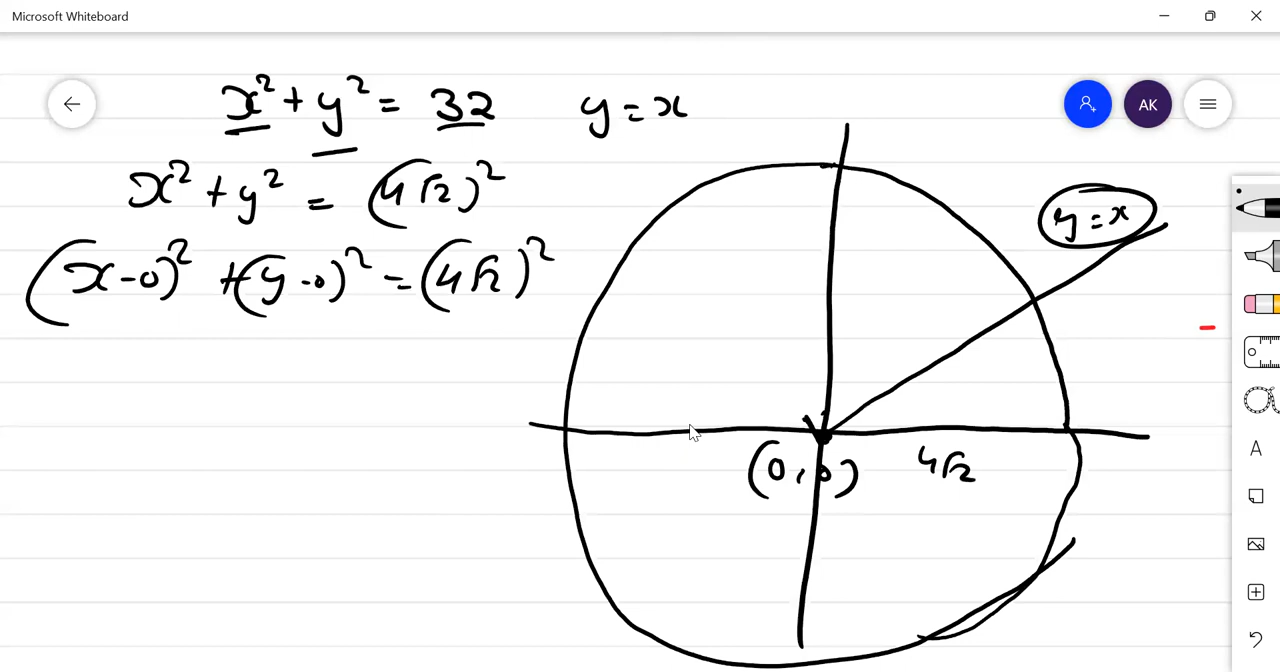 Microsoft Whiteboard
x² + y² = 32 y = x
AK
x² + y² = (4√2)²
y = x
(x-0)² + (y-0)² = (4√2)²
(0,0) 4√2
A